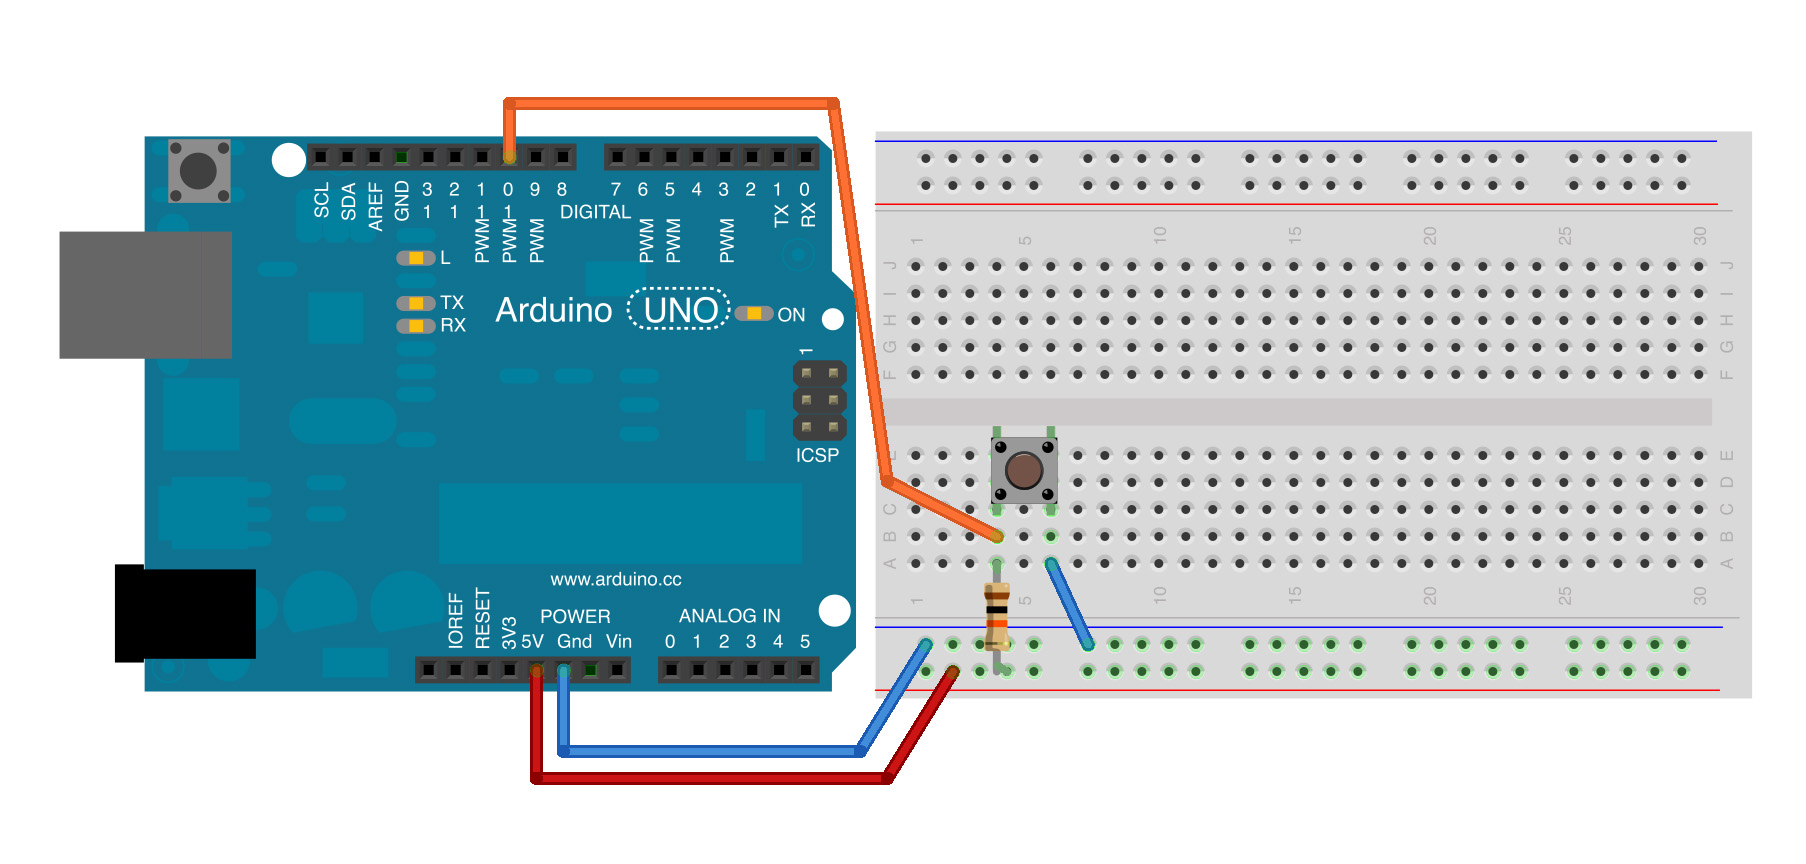 SCL
SDA
AREF
GND
13
12
11
10
9
8
7
6
5
4
3
2
1
0
PWM
PWM
PWM
DIGITAL
PWM
PWM
PWM
TX
RX
L
TX
RX
Arduino UNO
ON
1
ICSP
www.arduino.cc
IOREF
RESET
3V3
POWER
5V Gnd Vin
ANALOG IN
0 1 2 3 4 5
1 5 10 15 20 25 30
J J
I I
H H
G G
F F
E E
D
C C
B B
A A
1 5 10 15 20 25 30